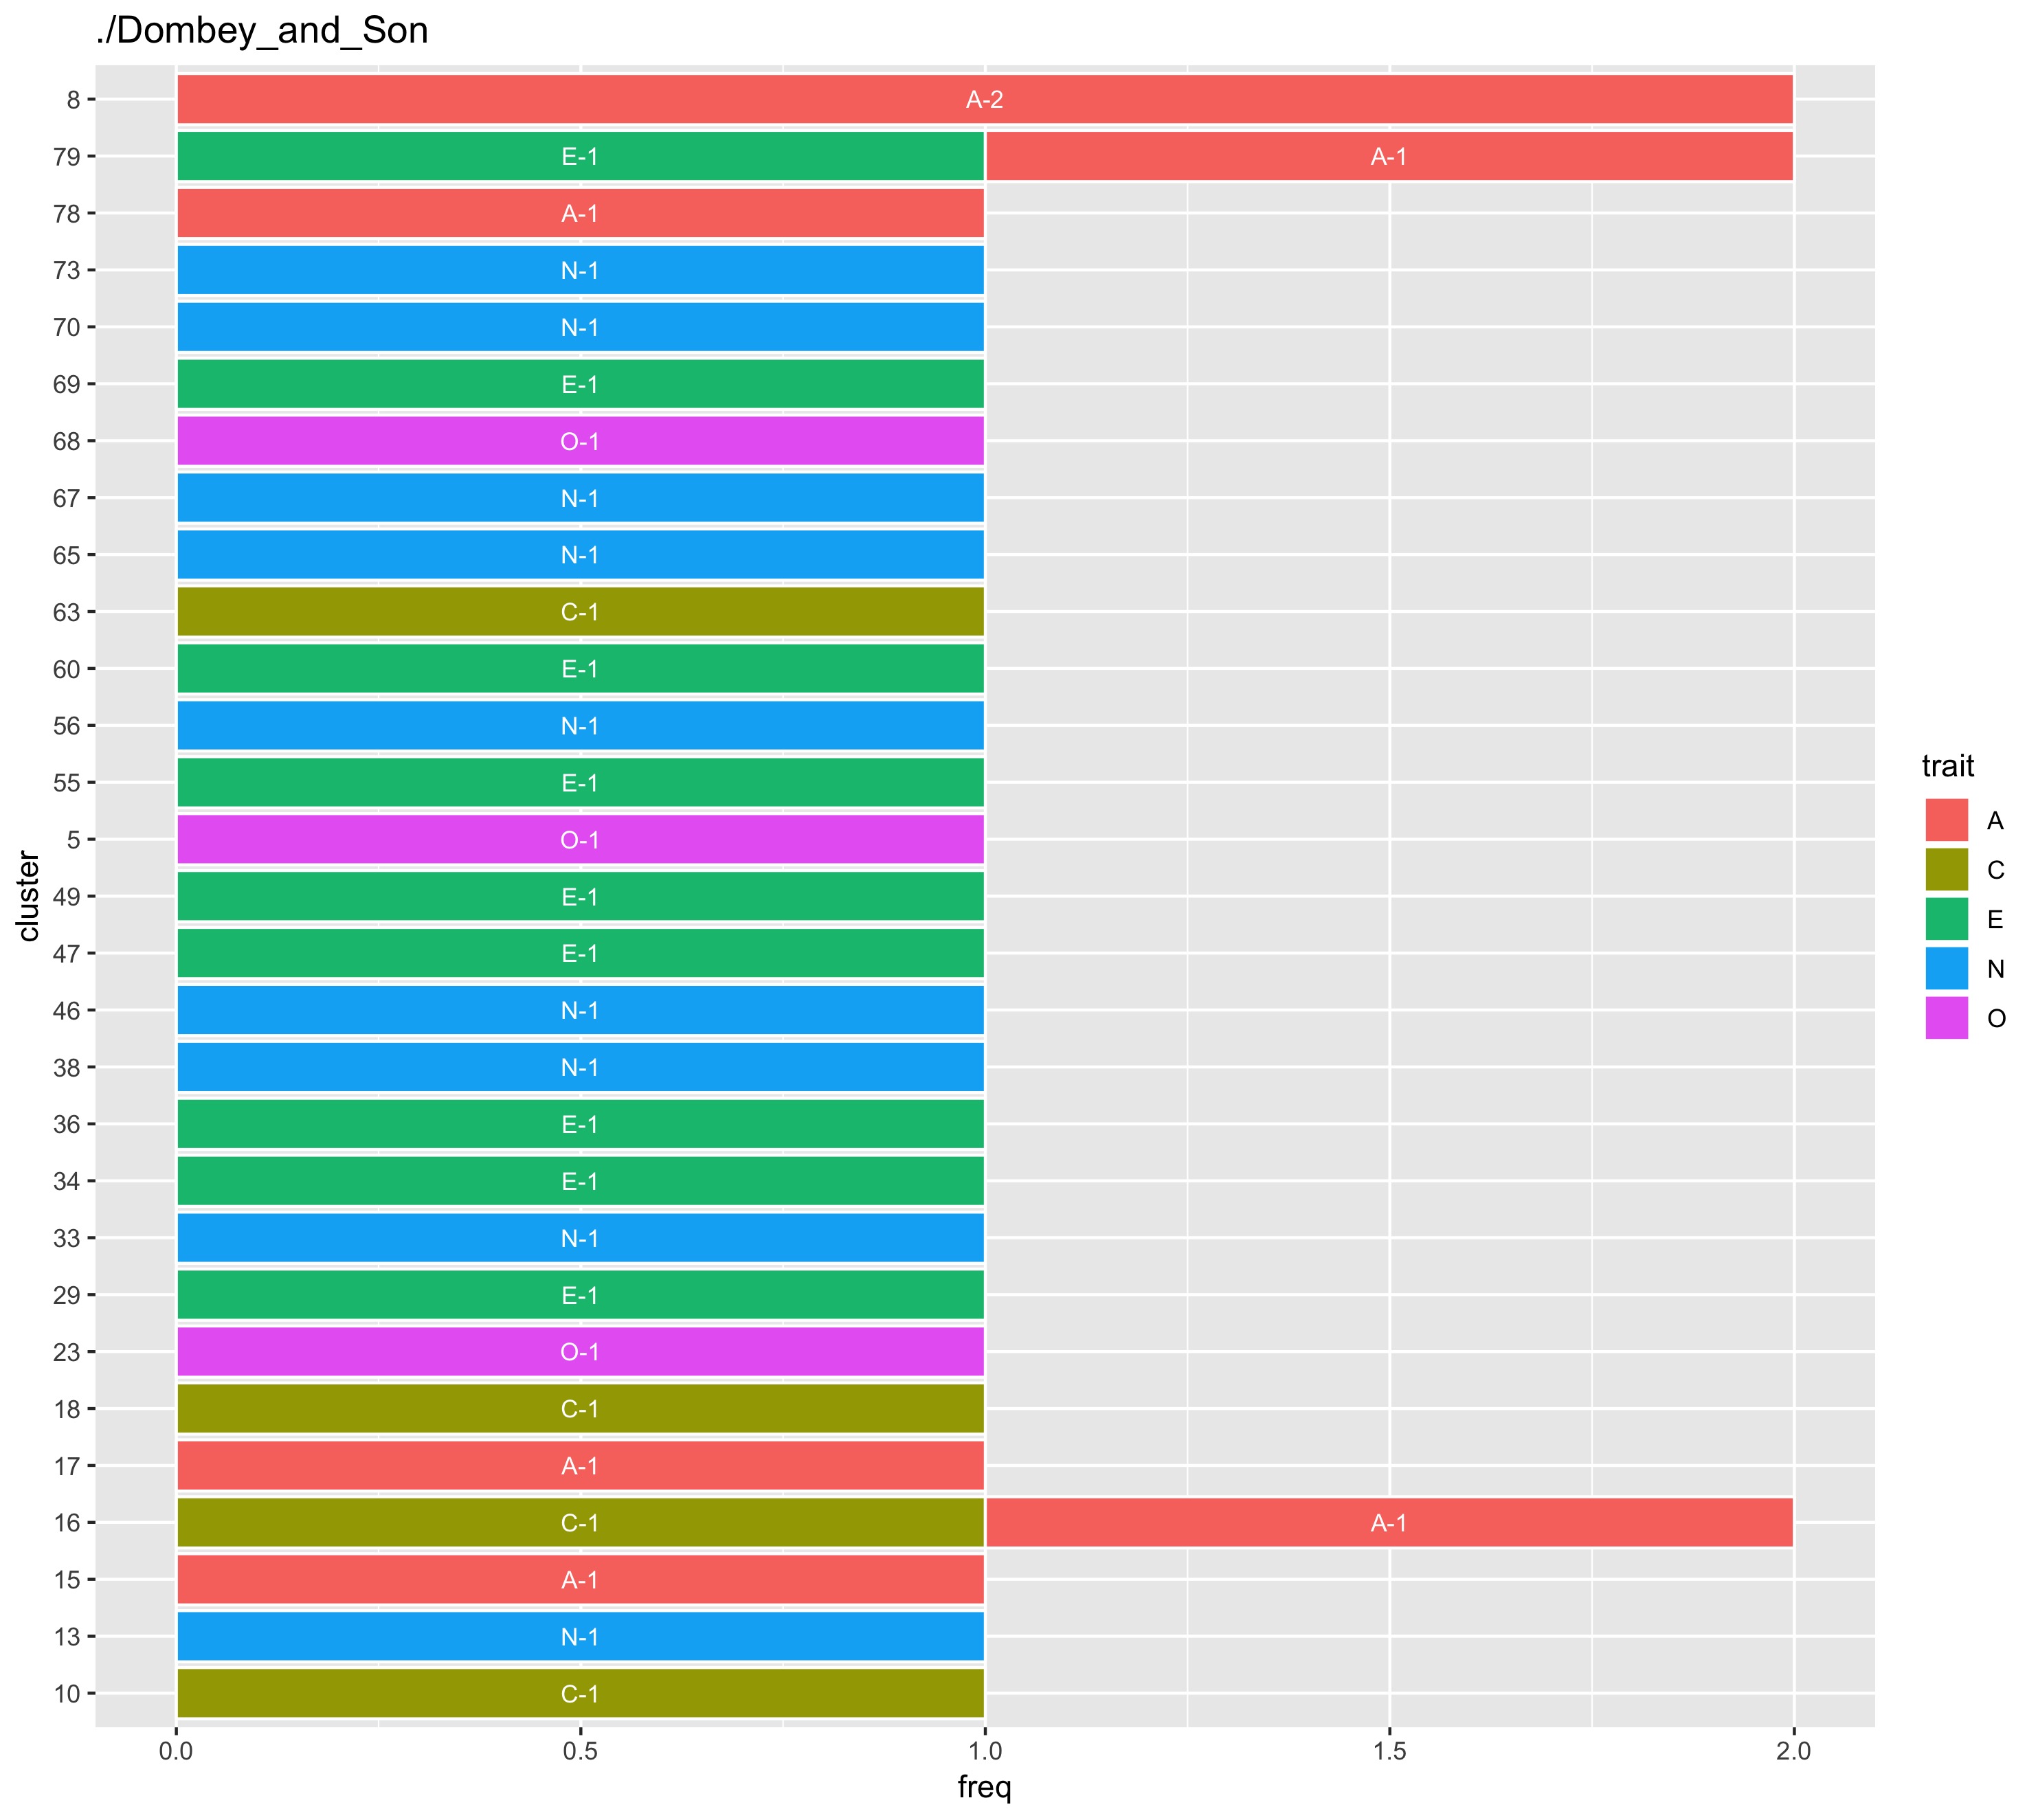 ./Dombey_and_Son
8 A-2
79 E-1 A-1
78 A-1
73 N-1
70 N-1
69 E-1
68 O-1
67 N-1
65 N-1
63 C-1
60 E-1
56 N-1
55 E-1
5 O-1
49 E-1
47 E-1
46 N-1
38 N-1
36 E-1
34 E-1
33 N-1
29 E-1
23 O-1
18 C-1
17 A-1
16 C-1 A-1
15 A-1
13 N-1
10 C-1
0.0 0.5 1.0 1.5 2.0
freq
cluster
trait
A
C
E
N
O